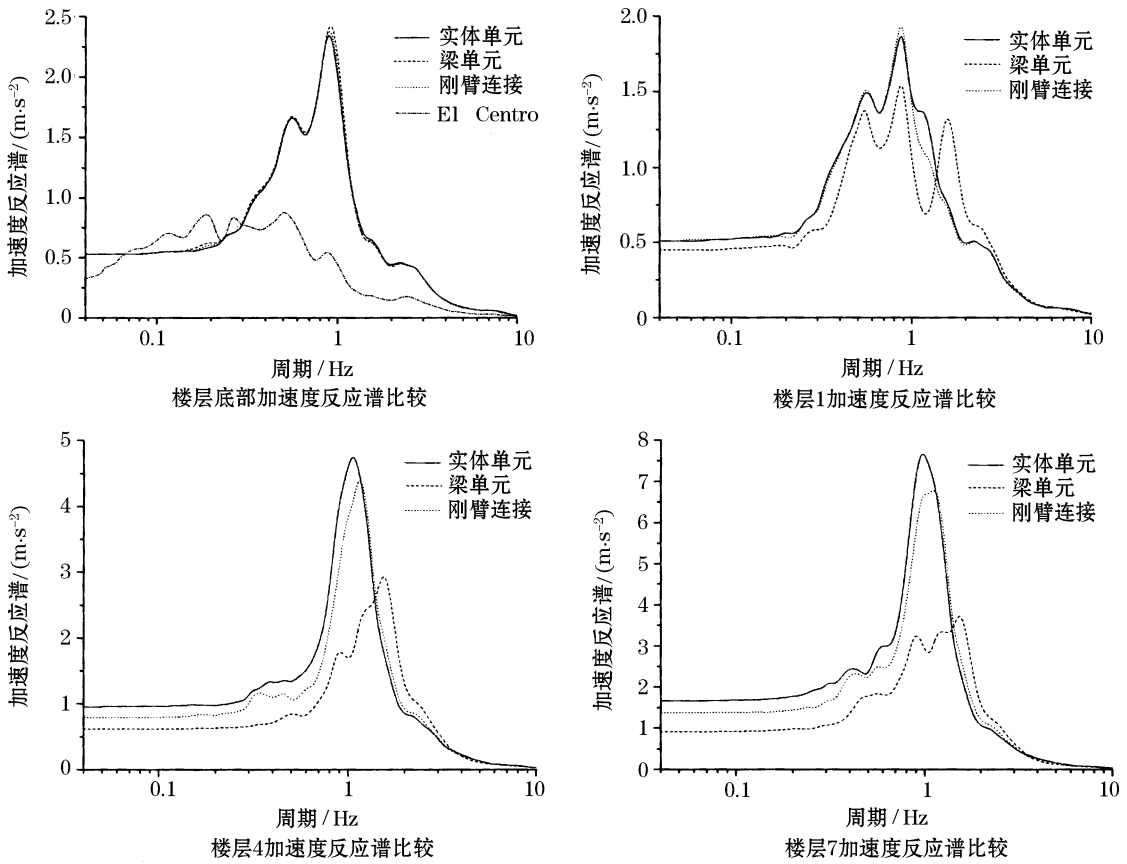 2.5
2.0
1.5
1.0
0.5
0
0.1
1
10
加速度反应谱/(m·s⁻²)
实体单元
梁单元
刚臂连接
El Centro
周期/Hz
楼层底部加速度反应谱比较
2.0
1.5
1.0
0.5
0
0.1
1
10
加速度反应谱/(m·s⁻²)
实体单元
梁单元
刚臂连接
周期/Hz
楼层1加速度反应谱比较
5
4
3
2
1
0
0.1
1
10
加速度反应谱/(m·s⁻²)
实体单元
梁单元
刚臂连接
周期/Hz
楼层4加速度反应谱比较
8
7
6
5
4
3
2
1
0
0.1
1
10
加速度反应谱/(m·s⁻²)
实体单元
梁单元
刚臂连接
周期/Hz
楼层7加速度反应谱比较